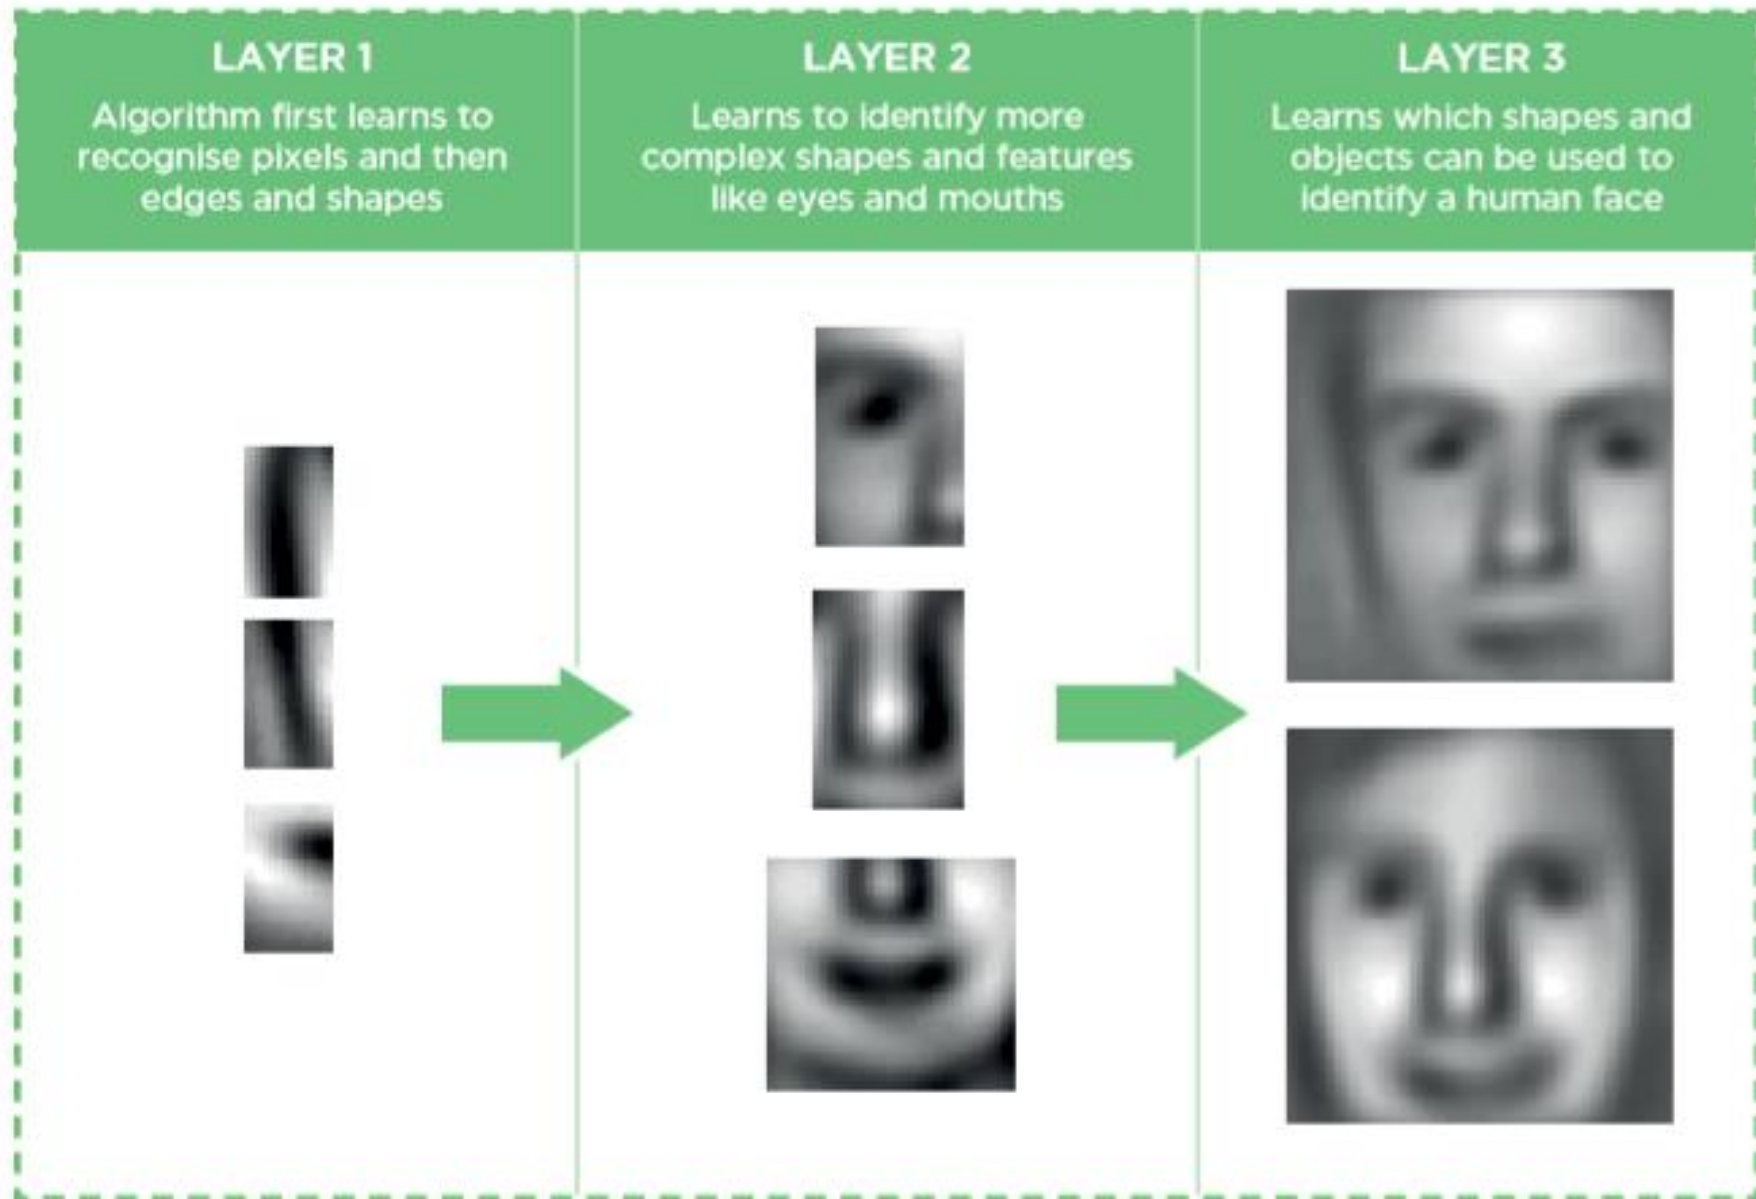 LAYER 1
Algorithm first learns to
recognise pixels and then
edges and shapes
LAYER 2
Learns to identify more
complex shapes and features
like eyes and mouths
LAYER 3
Learns which shapes and
objects can be used to
identify a human face